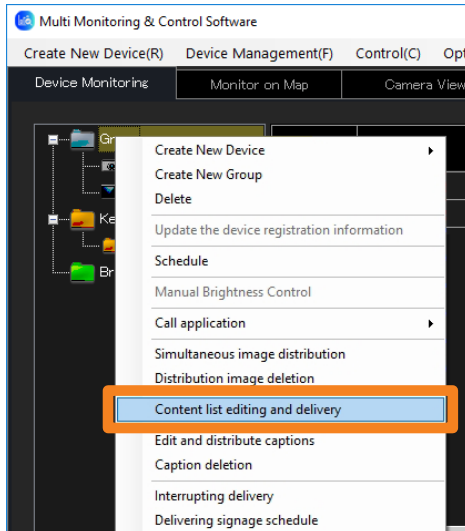 Multi Monitoring & Control Software
Create New Device(R) Device Management(F) Control(C) Opt
Device Monitoring Monitor on Map Camera View
Gr
Create New Device
Create New Group
Delete
Ke
Update the device registration information
Schedule
Br
Manual Brightness Control
Call application
Simultaneous image distribution
Distribution image deletion
Content list editing and delivery
Edit and distribute captions
Caption deletion
Interrupting delivery
Delivering signage schedule